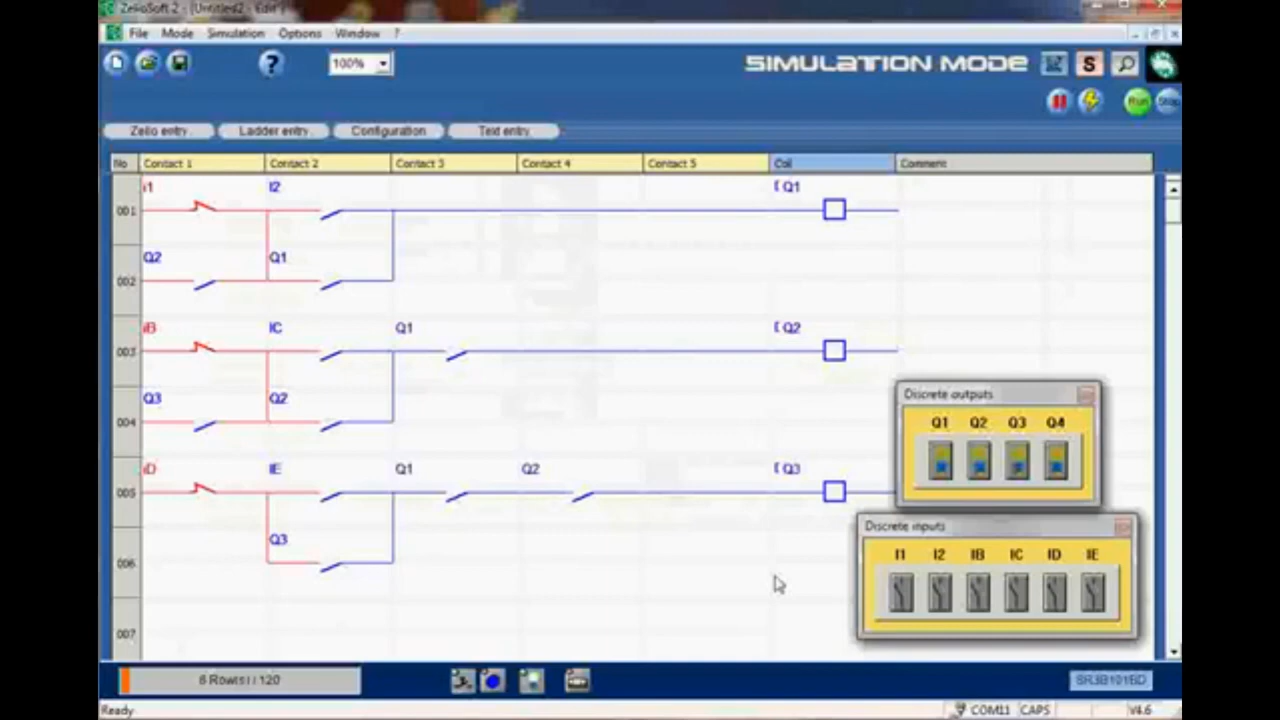 ZelioSoft 2 - [Untitled2 - Edit]
File Mode Simulation Options Window ?
? 100% SIMULATION MODE S
Run Stop
Zelio entry Ladder entry Configuration Text entry
No Contact 1 Contact 2 Contact 3 Contact 4 Contact 5 Coil Comment
i1 I2 [ Q1
001
Q2 Q1
002
iB IC Q1 [ Q2
003
Q3 Q2
004
iD IE Q1 Q2 [ Q3
005
Q3
006
007
Discrete outputs
Q1 Q2 Q3 Q4
Discrete inputs
I1 I2 IB IC ID IE
6 Rows / 120 SR3B101BD
Ready COM11 CAPS V4.6